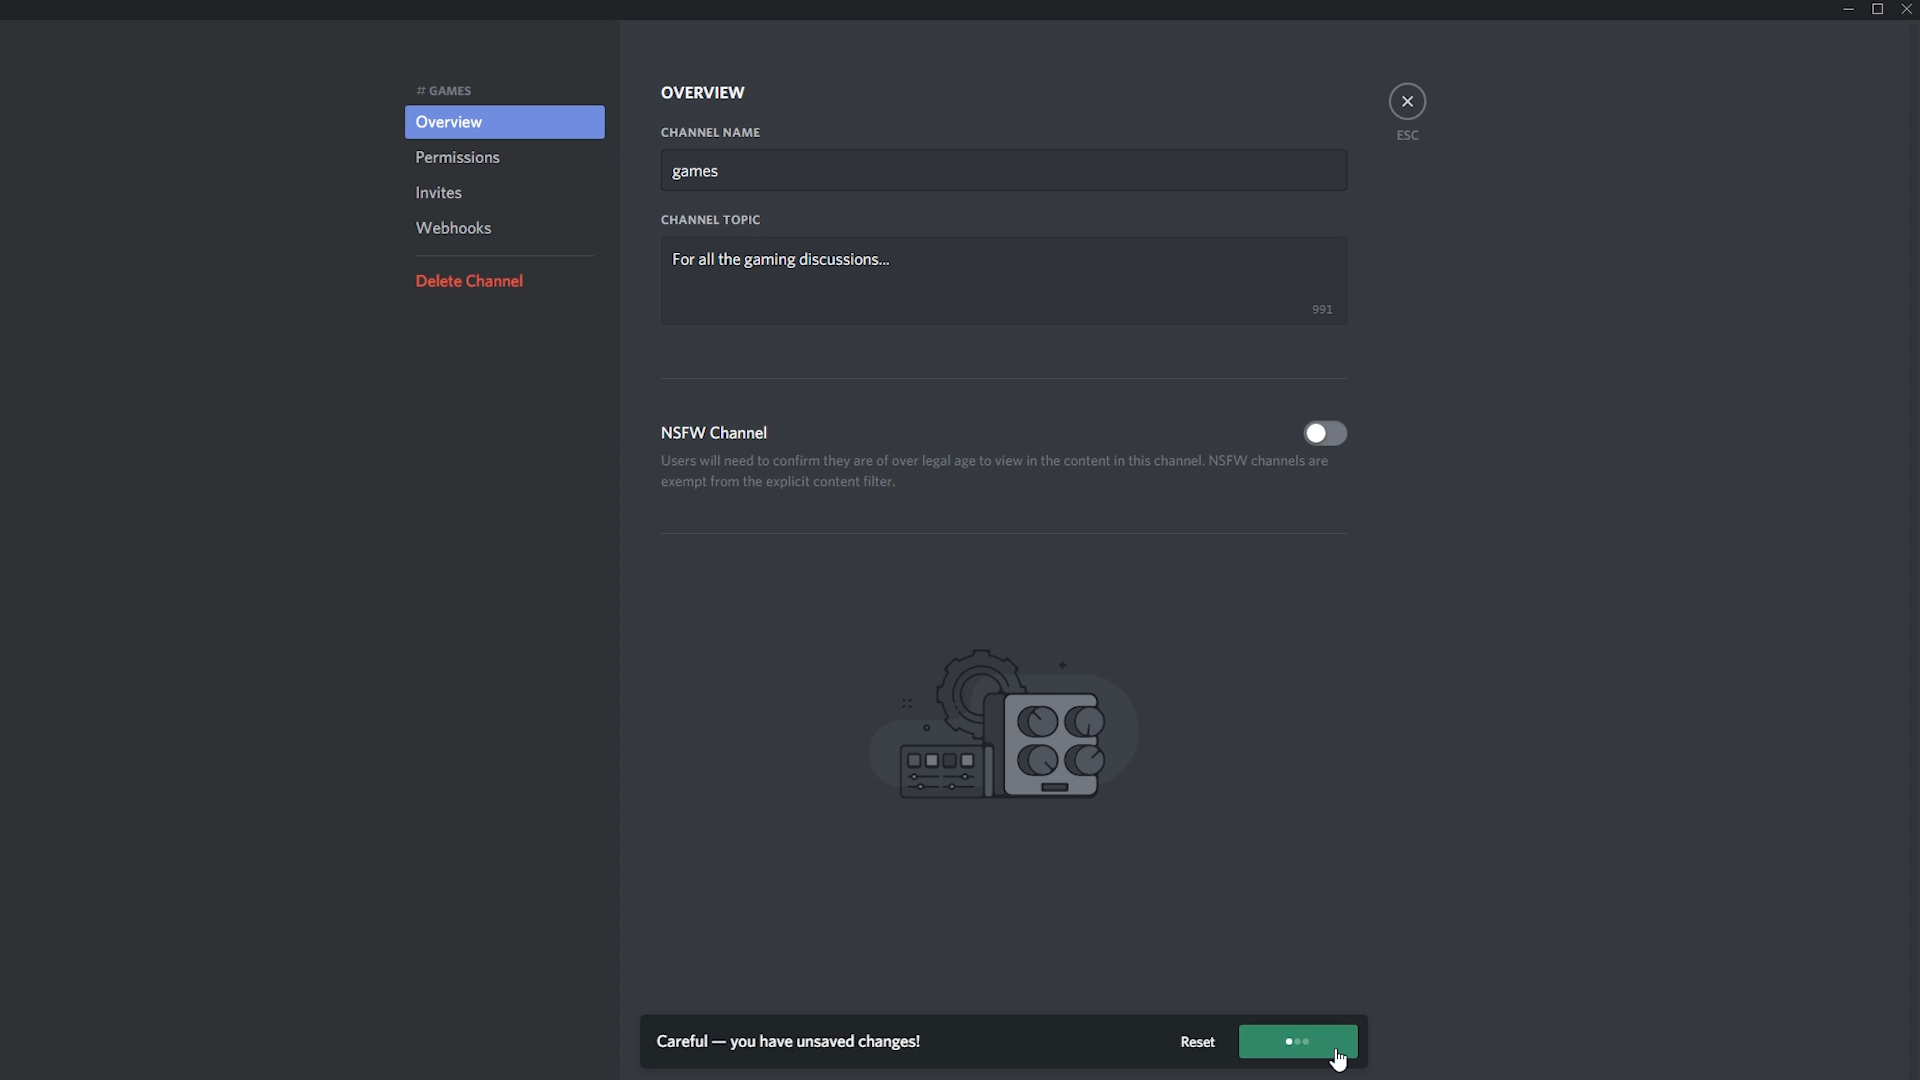 # GAMES
Overview
Permissions
Invites
Webhooks
Delete Channel
OVERVIEW
CHANNEL NAME
games
CHANNEL TOPIC
For all the gaming discussions...
991
NSFW Channel
Users will need to confirm they are of over legal age to view in the content in this channel. NSFW channels are
exempt from the explicit content filter.
ESC
Careful — you have unsaved changes!
Reset